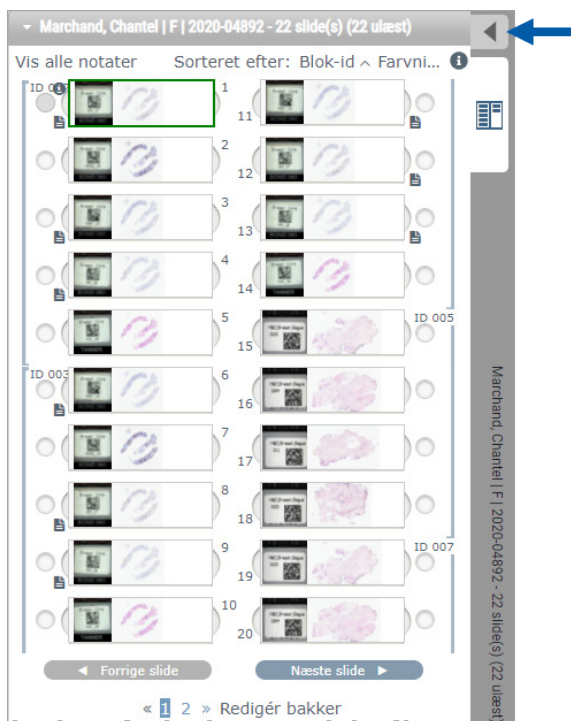 Marchand, Chantel | F | 2020-04892 - 22 slide(s) (22 ulæst)
Vis alle notater Sorteret efter: Blok-id Farvni...
1
11
2
12
3
13
4
14
5
ID 005
15
ID 003
6
16
7
17
8
18
9
ID 007
19
10
20
Forrige slide
Næste slide
« 1 2 » Redigér bakker
Marchand, Chantel | F | 2020-04892 - 22 slide(s) (22 ulæst)